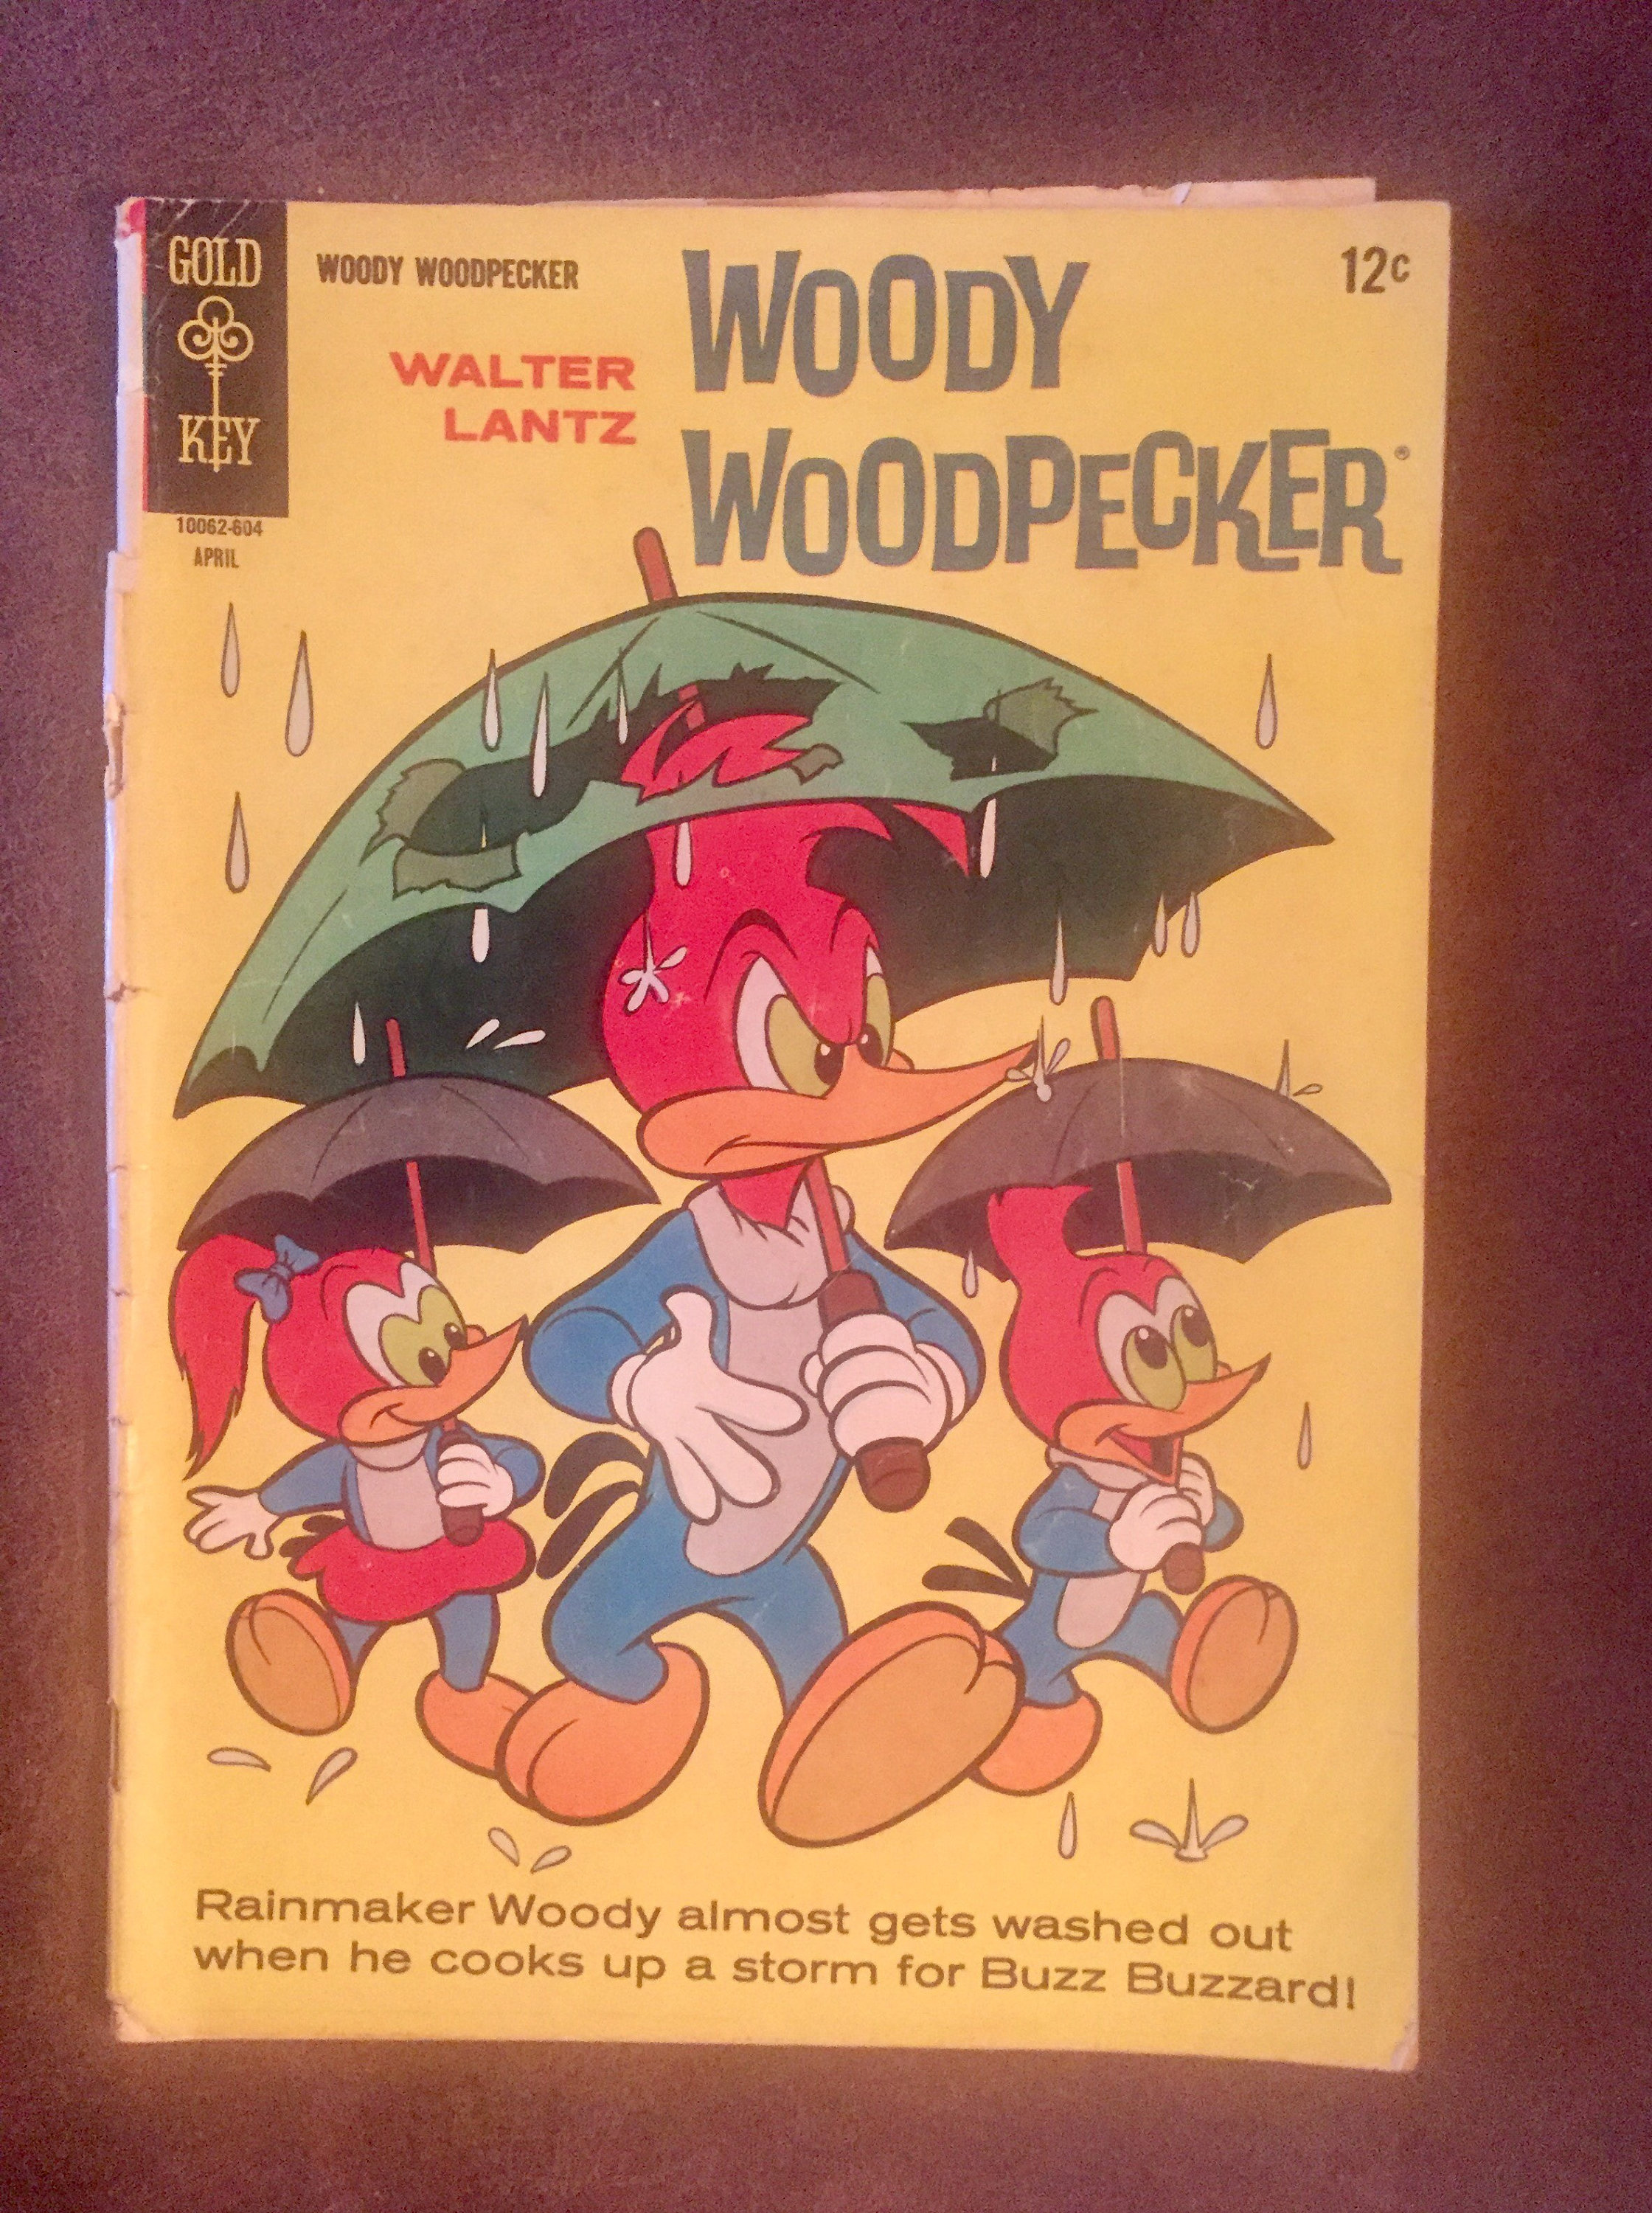 GOLD
KEY
10062-604
APRIL
WOODY WOODPECKER
WALTER
LANTZ
WOODY
WOODPECKER®
12c
Rainmaker Woody almost gets washed out
when he cooks up a storm for Buzz Buzzard!